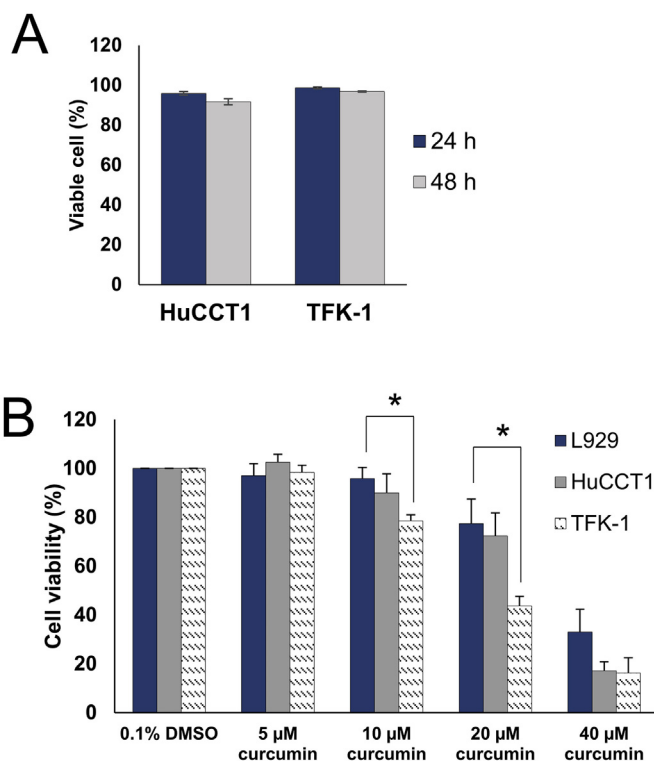 A
120
100
80
60
40
20
0
Viable cell (%)
HuCCT1 TFK-1
24 h
48 h
B
120
100
80
60
40
20
0
Cell viability (%)
* *
L929
HuCCT1
TFK-1
0.1% DMSO 5 µM 10 µM 20 µM 40 µM
curcumin curcumin curcumin curcumin